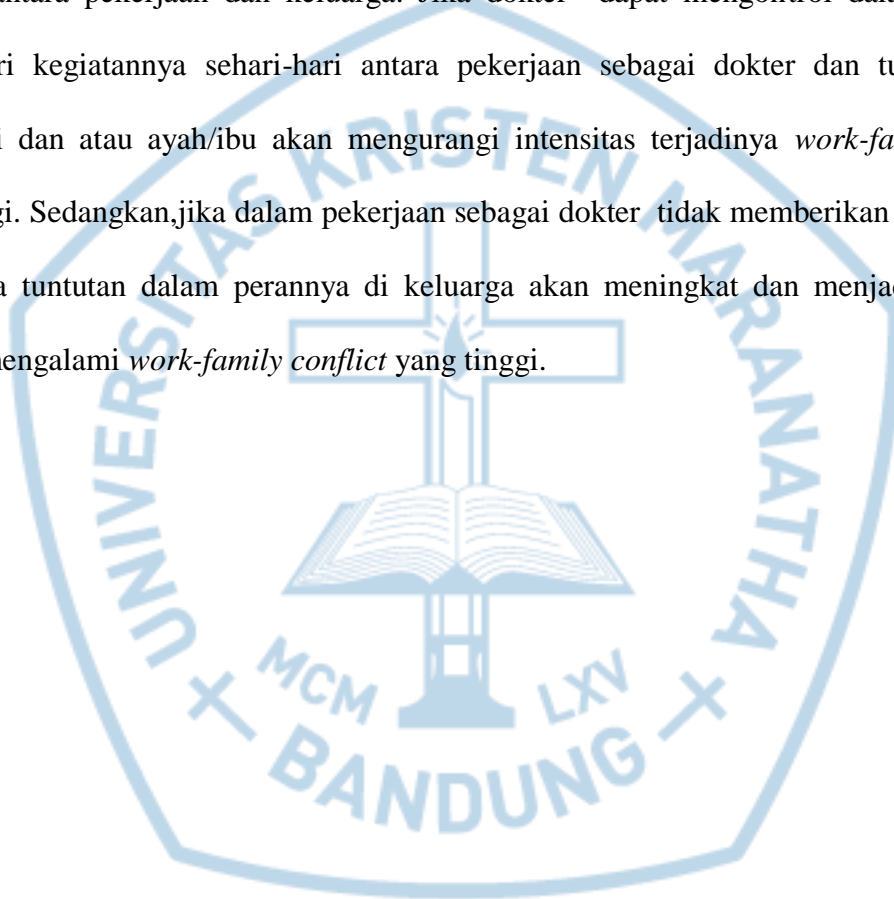 antara pekerjaan dan keluarga. Jika dokter dapat mengontrol dan
ri kegiatannya sehari-hari antara pekerjaan sebagai dokter dan tu
i dan atau ayah/ibu akan mengurangi intensitas terjadinya work-fa
gi. Sedangkan,jika dalam pekerjaan sebagai dokter tidak memberikan
a tuntutan dalam perannya di keluarga akan meningkat dan menja
mengalami work-family conflict yang tinggi.
UNIVERSITAS KRISTEN MARANATHA
MCM LXV
BANDUNG